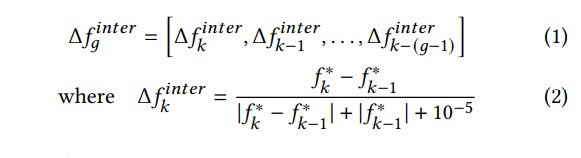 Δf_g^{inter} = [Δf_k^{inter}, Δf_{k−1}^{inter}, . . . , Δf_{k−(g−1)}^{inter}] (1)
where Δf_k^{inter} = \frac{f_k^* − f_{k−1}^*}{|f_k^* − f_{k−1}^*| + |f_{k−1}^*| + 10^{−5}} (2)